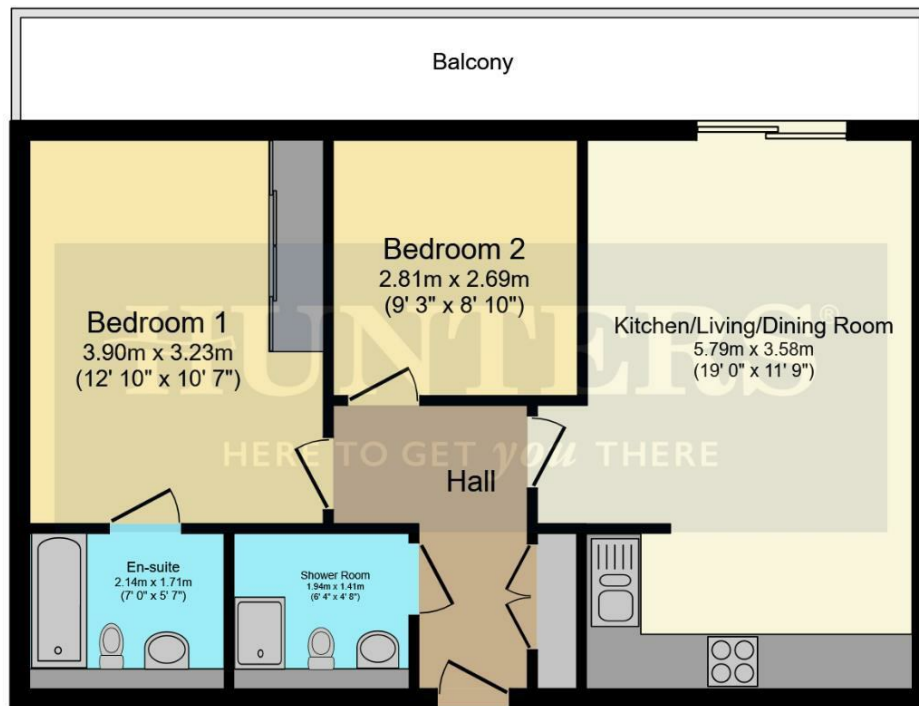 Balcony
Bedroom 1
3.90m x 3.23m
(12' 10" x 10' 7")
Bedroom 2
2.81m x 2.69m
(9' 3" x 8' 10")
Kitchen/Living/Dining Room
5.79m x 3.58m
(19' 0" x 11' 9")
HUNTERS®
HERE TO GET you THERE
Hall
En-suite
2.14m x 1.71m
(7' 0" x 5' 7")
Shower Room
1.94m x 1.41m
(6' 4" x 4' 8")